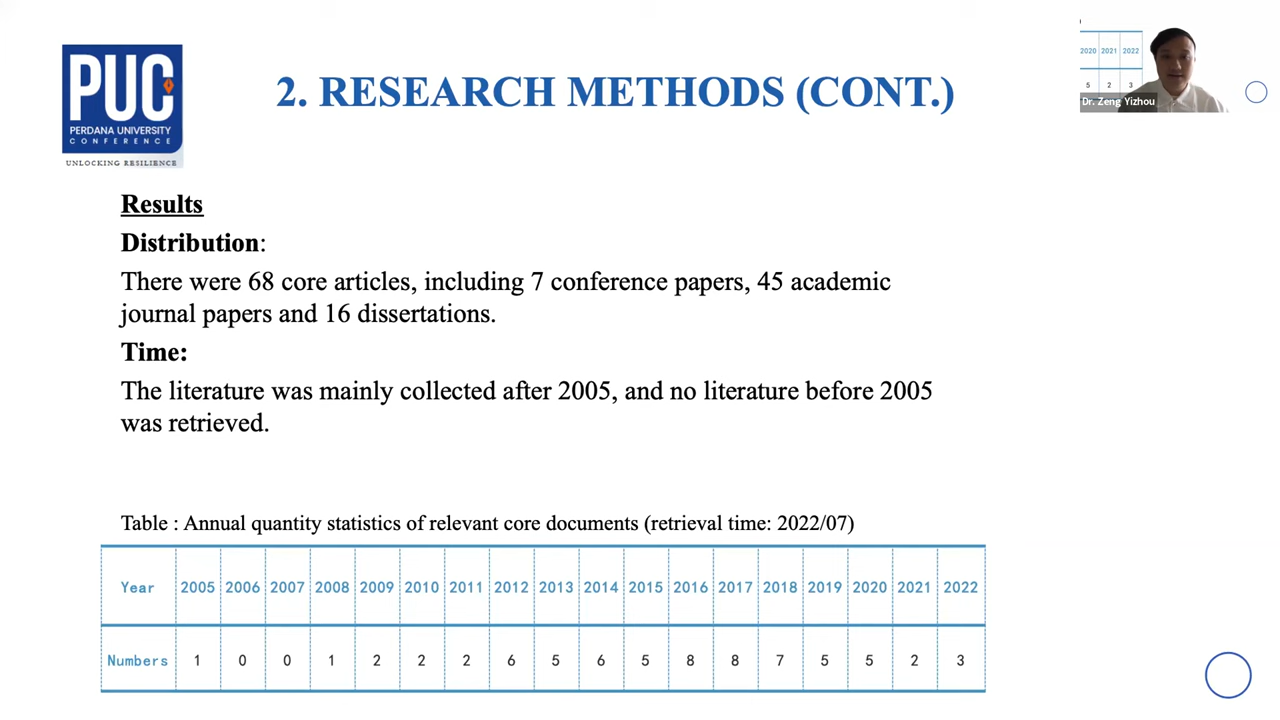 PUC
PERDANA UNIVERSITY
CONFERENCE
UNLOCKING RESILIENCE
2. RESEARCH METHODS (CONT.)
2020 2021 2022
5 2 3
Dr. Zeng Yizhou
Results
Distribution:
There were 68 core articles, including 7 conference papers, 45 academic
journal papers and 16 dissertations.
Time:
The literature was mainly collected after 2005, and no literature before 2005
was retrieved.
Table : Annual quantity statistics of relevant core documents (retrieval time: 2022/07)
Year 2005 2006 2007 2008 2009 2010 2011 2012 2013 2014 2015 2016 2017 2018 2019 2020 2021 2022
Numbers 1 0 0 1 2 2 2 6 5 6 5 8 8 7 5 5 2 3